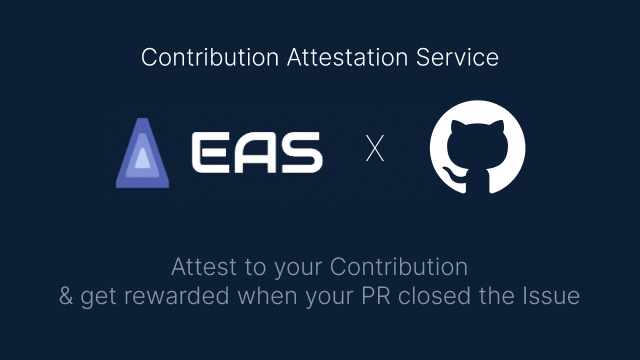 Contribution Attestation Service
EAS X
Attest to your Contribution
& get rewarded when your PR closed the Issue